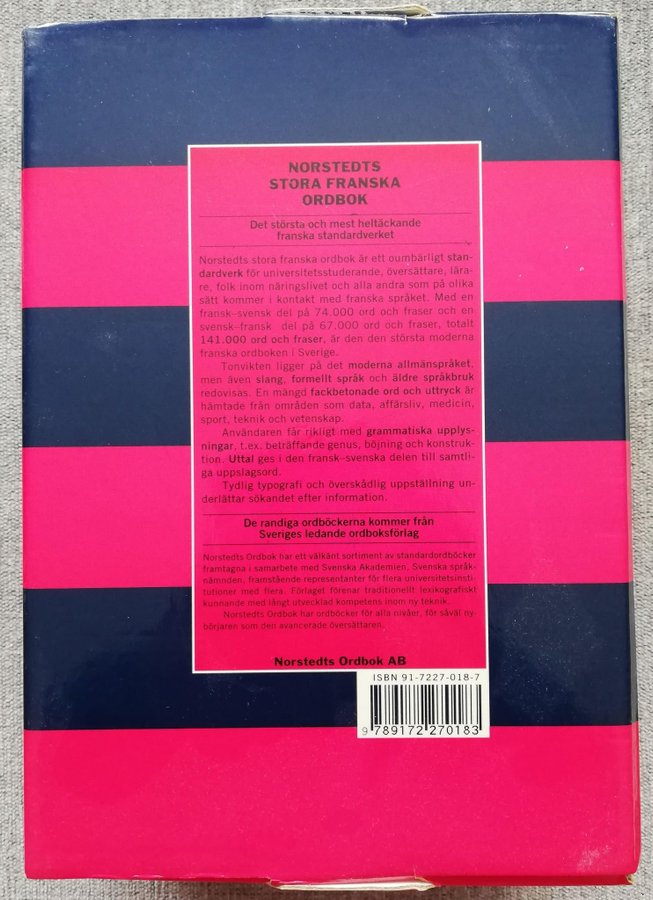 NORSTEDTS
STORA FRANSKA
ORDBOK
Det största och mest heltäckande
franska standardverket
Norstedts stora franska ordbok är ett oumbärligt stan-
dardverk för universitetsstuderande, översättare, lära-
re, folk inom näringslivet och alla andra som på olika
sätt kommer i kontakt med franska språket. Med en
fransk–svensk del på 74.000 ord och fraser och en
svensk–fransk del på 67.000 ord och fraser, totalt
141.000 ord och fraser, är den den största moderna
franska ordboken i Sverige.
Tonvikten ligger på det moderna allmänspråket,
men även slang, formellt språk och äldre språkbruk
redovisas. En mängd fackbetonade ord och uttryck är
hämtade från områden som data, affärsliv, medicin,
sport, teknik och vetenskap.
Användaren får rikligt med grammatiska upplys-
ningar, t.ex. beträffande genus, böjning och konstruk-
tion. Uttal ges i den fransk–svenska delen till samtli-
ga uppslagsord.
Tydlig typografi och överskådlig uppställning un-
derlättar sökandet efter information.
De randiga ordböckerna kommer från
Sveriges ledande ordboksförlag
Norstedts Ordbok har ett välkänt sortiment av standardordböcker
framtagna i samarbete med Svenska Akademien, Svenska språk-
nämnden, framstående representanter för flera universitetsinsti-
tutioner med flera. Förlaget förenar traditionellt lexikografiskt
kunnande med långt utvecklad kompetens inom ny teknik.
Norstedts Ordbok har ordböcker för alla nivåer, för såväl ny-
börjaren som den avancerade översättaren.
Norstedts Ordbok AB
ISBN 91-7227-018-7
9 789172 270183